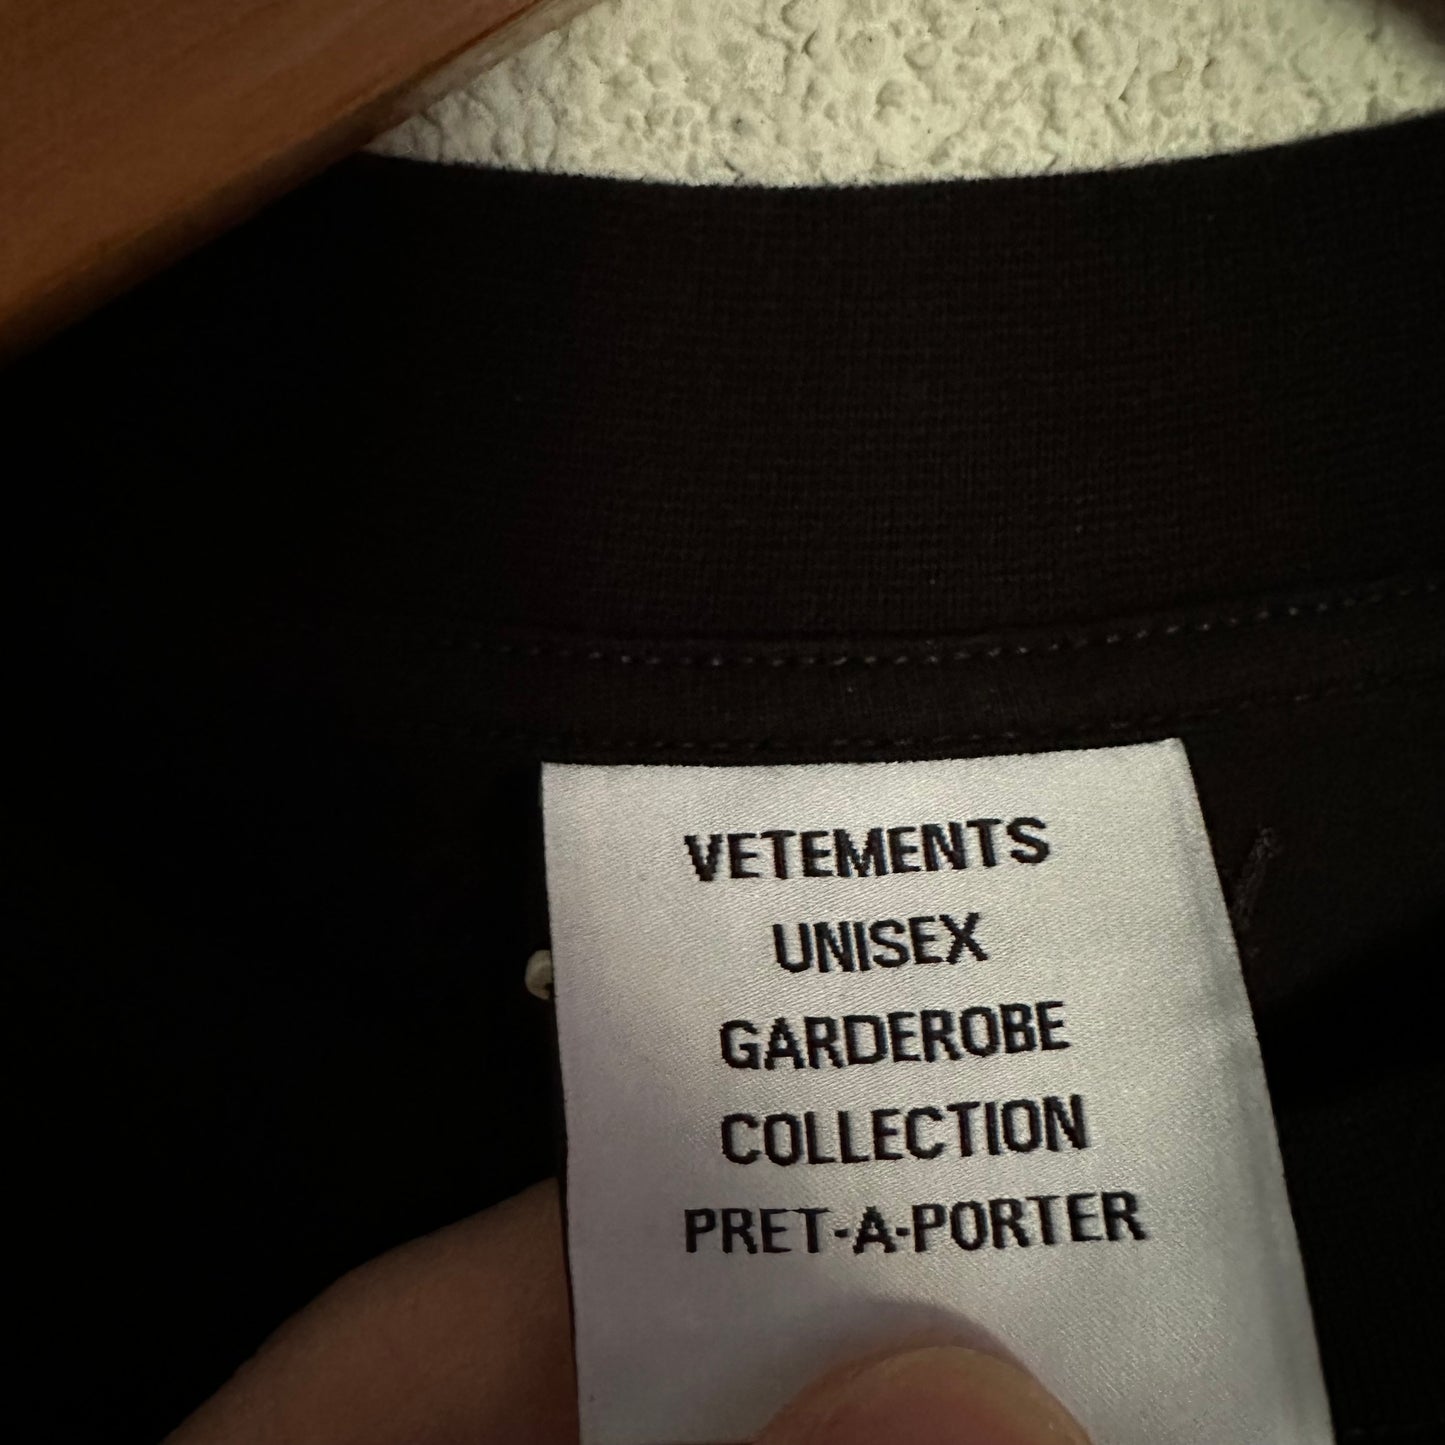 VETEMENTS
UNISEX
GARDEROBE
COLLECTION
PRET-A-PORTER